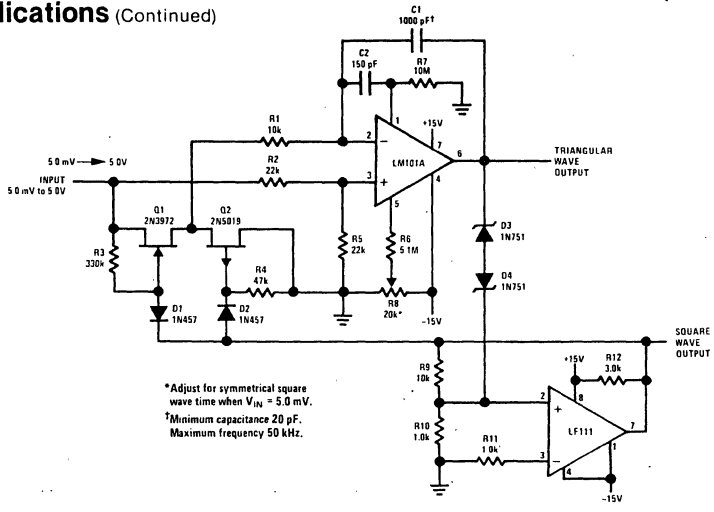 lications (Continued)
C1
1000 pF†
C2
150 pF
R7
10M
R1
10k
+15V
1
2
7
6
LM101A
TRIANGULAR
WAVE
OUTPUT
5 0 mV → 5 0V
INPUT
5 0 mV to 5 0V
R2
22k
3
4
5
Q1
2N3972
Q2
2N5019
D3
1N751
R3
330k
R4
47k
R5
22k
R6
5 1M
D4
1N751
R8
20k*
-15V
D1
1N457
D2
1N457
SQUARE
WAVE
OUTPUT
R9
10k
+15V
R12
3.0k
*Adjust for symmetrical square
wave time when VIN = 5.0 mV.
†Minimum capacitance 20 pF.
Maximum frequency 50 kHz.
2
8
LF111
7
R10
1.0k
R11
1 0k
3
4
1
-15V